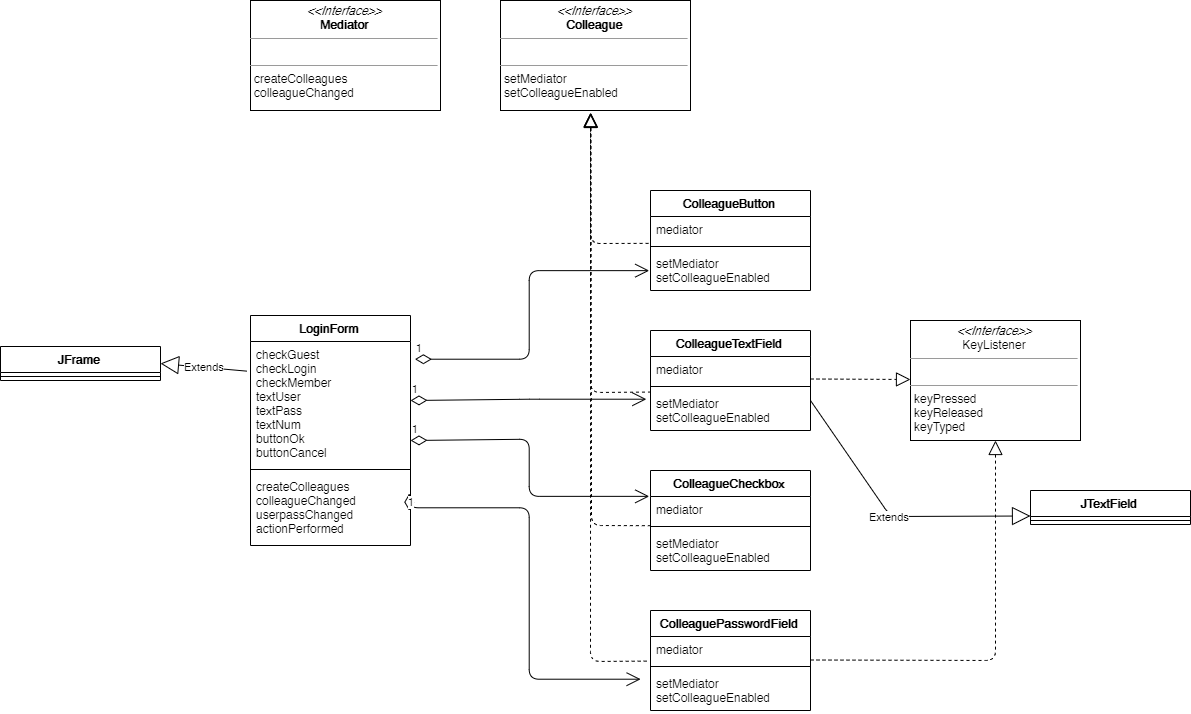 <<Interface>>
Mediator
createColleagues
colleagueChanged
<<Interface>>
Colleague
setMediator
setColleagueEnabled
ColleagueButton
mediator
setMediator
setColleagueEnabled
JFrame
Extends
LoginForm
checkGuest
checkLogin
checkMember
textUser
textPass
textNum
buttonOk
buttonCancel
createColleagues
colleagueChanged
userpassChanged
actionPerformed
1
1
1
1
ColleagueTextField
mediator
setMediator
setColleagueEnabled
<<Interface>>
KeyListener
keyPressed
keyReleased
keyTyped
ColleagueCheckbox
mediator
setMediator
setColleagueEnabled
Extends
JTextField
ColleaguePasswordField
mediator
setMediator
setColleagueEnabled